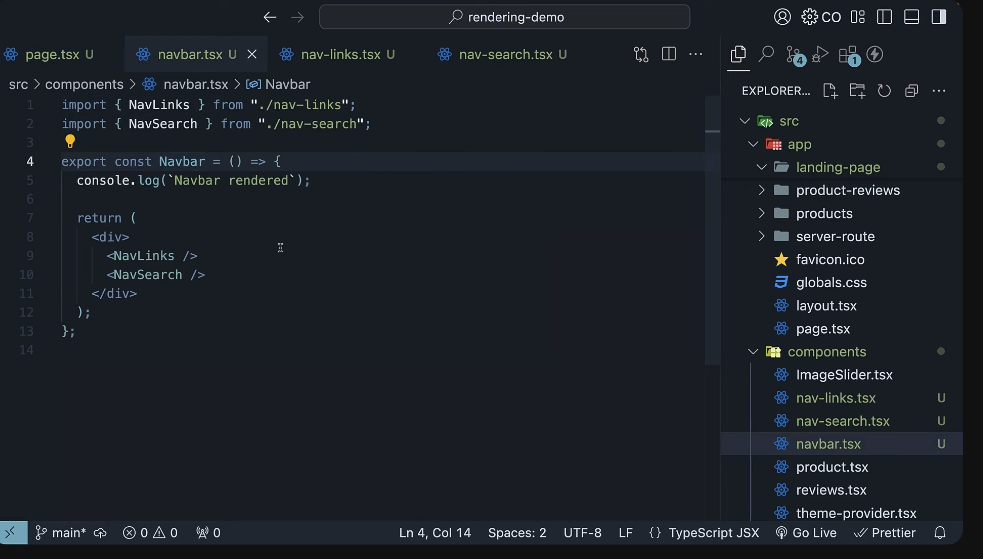 rendering-demo
CO
page.tsx U
navbar.tsx U
nav-links.tsx U
nav-search.tsx U
4
1
src > components > navbar.tsx > Navbar
EXPLORER...
1 import { NavLinks } from "./nav-links";
2 import { NavSearch } from "./nav-search";
3
4 export const Navbar = () => {
5 console.log(`Navbar rendered`);
6
7 return (
8 <div>
9 <NavLinks />
10 <NavSearch />
11 </div>
12 );
13 };
14
src
app
landing-page
product-reviews
products
server-route
favicon.ico
globals.css
layout.tsx
page.tsx
components
ImageSlider.tsx
nav-links.tsx U
nav-search.tsx U
navbar.tsx U
product.tsx
reviews.tsx
theme-provider.tsx
main* 0 0 0 Ln 4, Col 14 Spaces: 2 UTF-8 LF {} TypeScript JSX Go Live Prettier